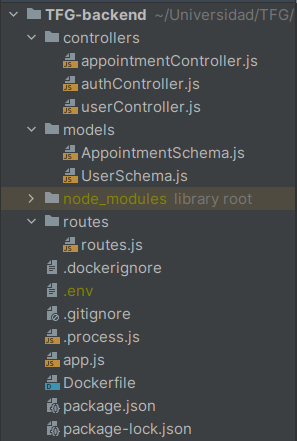 TFG-backend ~/Universidad/TFG/
controllers
appointmentController.js
authController.js
userController.js
models
AppointmentSchema.js
UserSchema.js
node_modules library root
routes
routes.js
.dockerignore
.env
.gitignore
.process.js
app.js
Dockerfile
package.json
package-lock.json